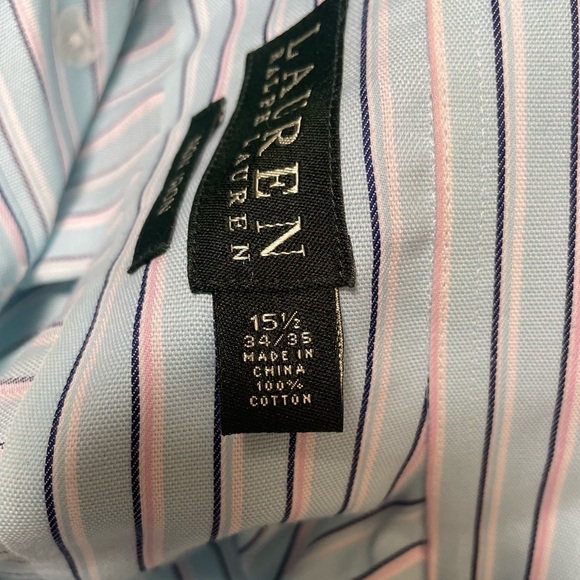 LAUREN
RALPH LAUREN
15½
34/35
MADE IN
CHINA
100%
COTTON